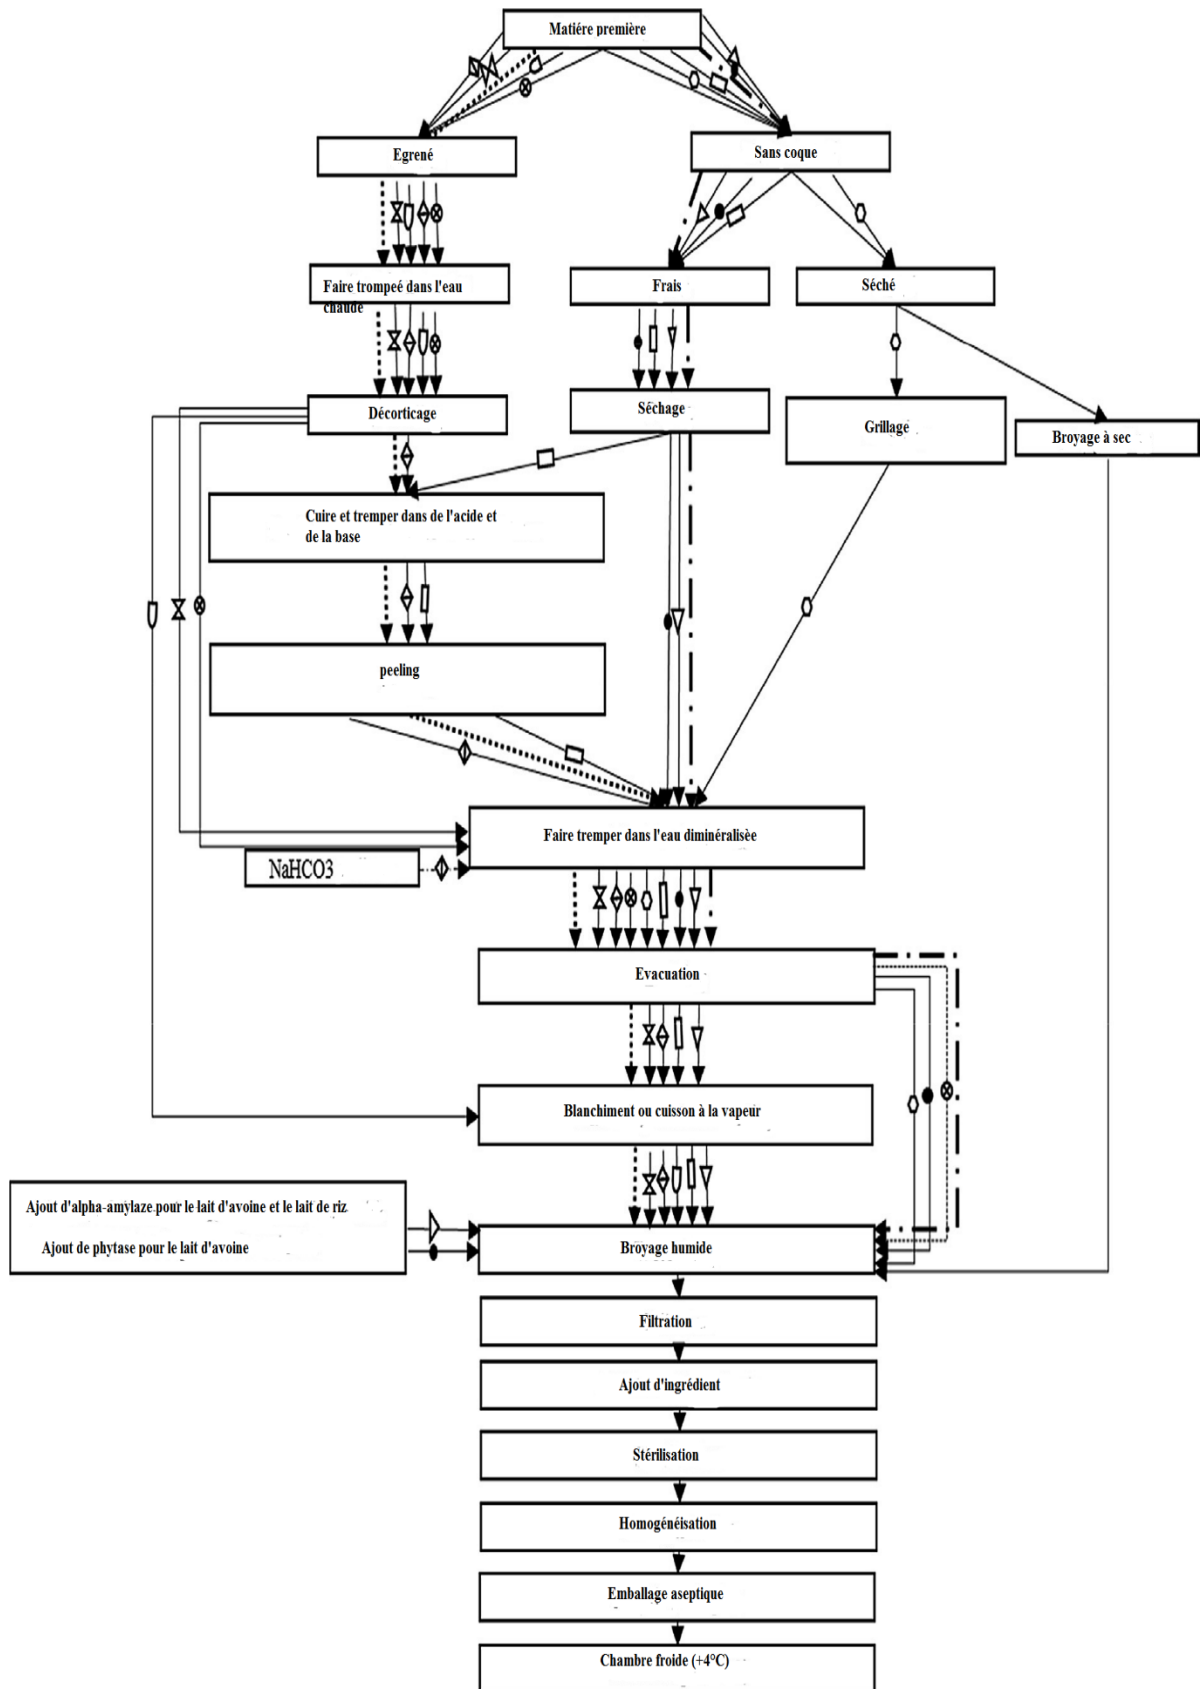 Matiére première
Egrené
Sans coque
Faire trompeé dans l'eau
chaude
Frais
Séché
Décorticage
Séchage
Grillage
Broyage à sec
Cuire et tremper dans de l'acide et
de la base
peeling
Faire tremper dans l'eau diminéralisèe
NaHCO3
Evacuation
Blanchiment ou cuisson à la vapeur
Ajout d'alpha-amylaze pour le lait d'avoine et le lait de riz
Ajout de phytase pour le lait d'avoine
Broyage humide
Filtration
Ajout d'ingrédient
Stérilisation
Homogénéisation
Emballage aseptique
Chambre froide (+4°C)